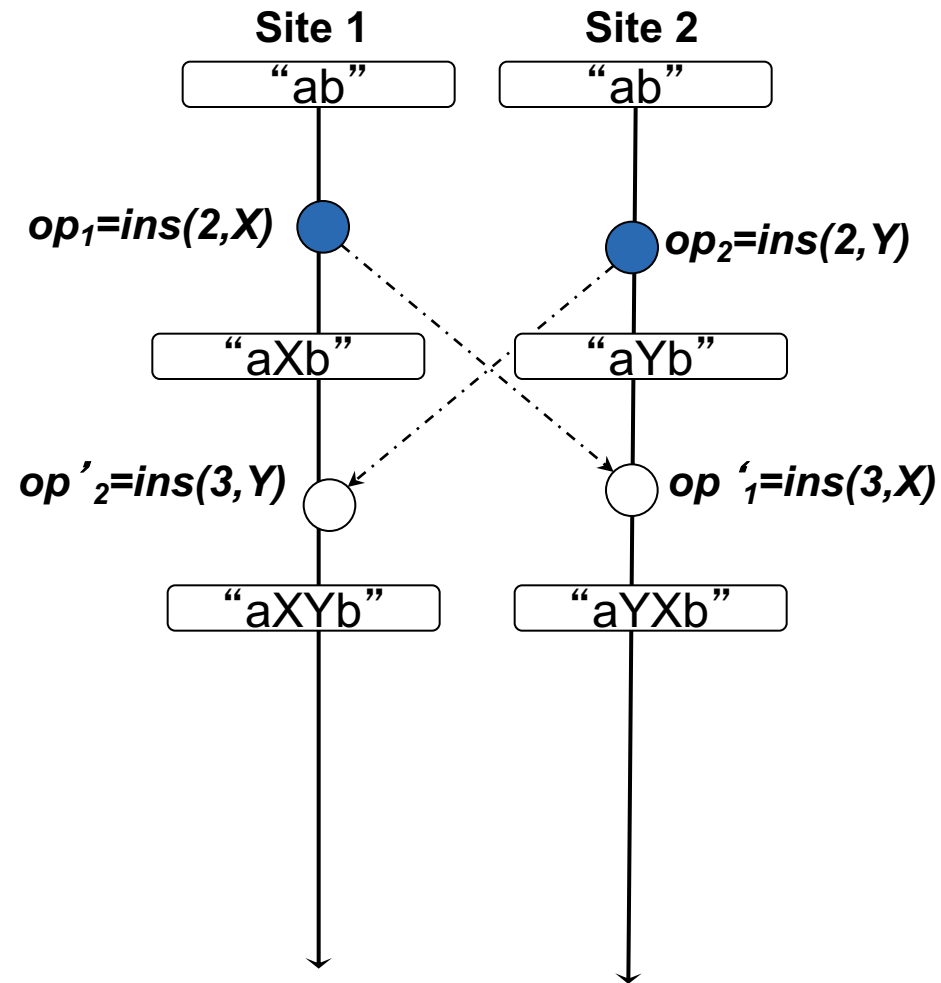 Site 1 Site 2
“ab” “ab”
op₁=ins(2,X) op₂=ins(2,Y)
“aXb” “aYb”
op’₂=ins(3,Y) op‘₁=ins(3,X)
“aXYb” “aYXb”